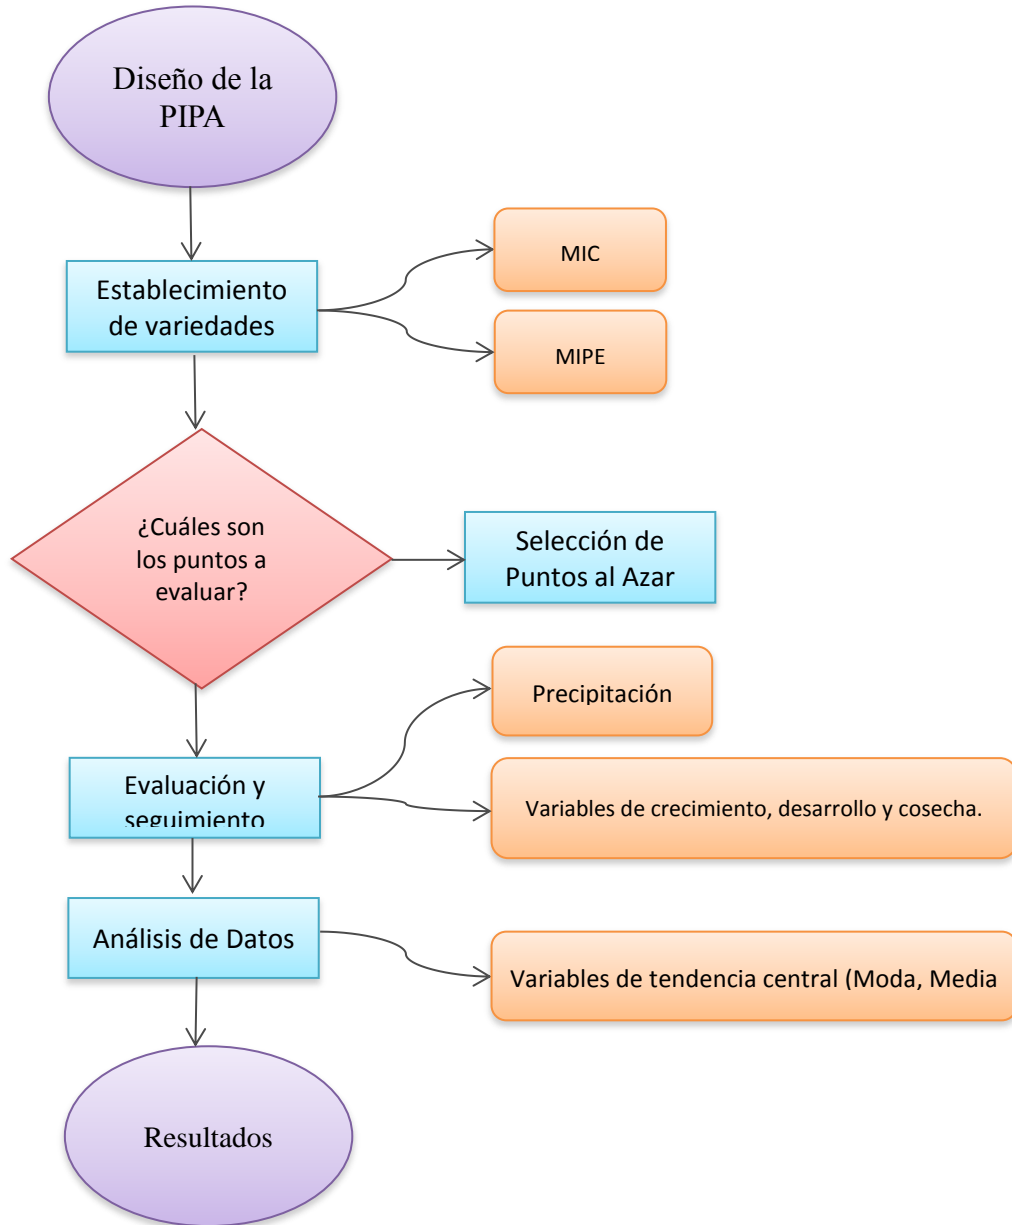 Diseño de la
PIPA
MIC
Establecimiento
de variedades
MIPE
¿Cuáles son
los puntos a
evaluar?
Selección de
Puntos al Azar
Precipitación
Evaluación y
seguimiento
Variables de crecimiento, desarrollo y cosecha.
Análisis de Datos
Variables de tendencia central (Moda, Media
Resultados